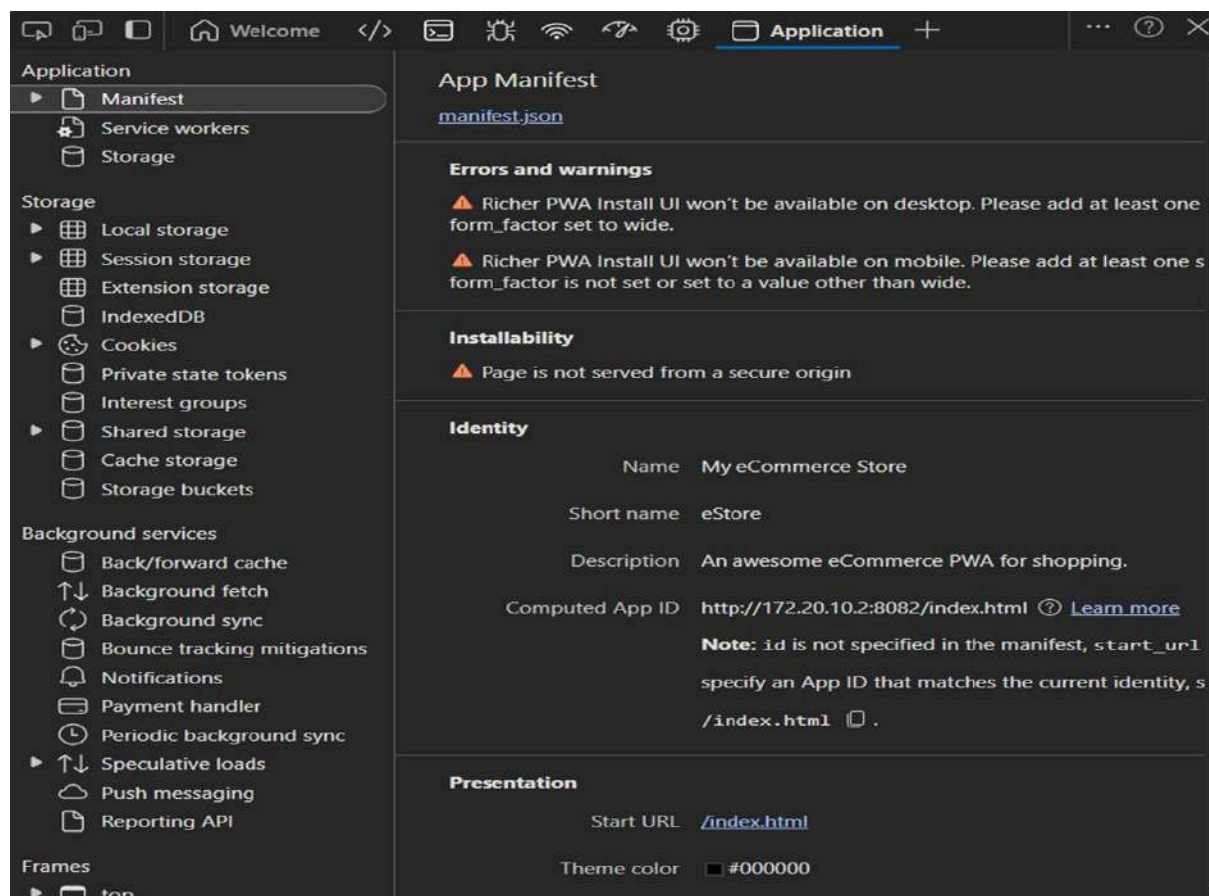 Welcome
Application
Application
Manifest
Service workers
Storage
Storage
Local storage
Session storage
Extension storage
IndexedDB
Cookies
Private state tokens
Interest groups
Shared storage
Cache storage
Storage buckets
Background services
Back/forward cache
Background fetch
Background sync
Bounce tracking mitigations
Notifications
Payment handler
Periodic background sync
Speculative loads
Push messaging
Reporting API
Frames
top
App Manifest
manifest.json
Errors and warnings
Richer PWA Install UI won't be available on desktop. Please add at least one
form_factor set to wide.
Richer PWA Install UI won't be available on mobile. Please add at least one s
form_factor is not set or set to a value other than wide.
Installability
Page is not served from a secure origin
Identity
Name My eCommerce Store
Short name eStore
Description An awesome eCommerce PWA for shopping.
Computed App ID http://172.20.10.2:8082/index.html Learn more
Note: id is not specified in the manifest, start_url
specify an App ID that matches the current identity, s
/index.html .
Presentation
Start URL /index.html
Theme color #000000